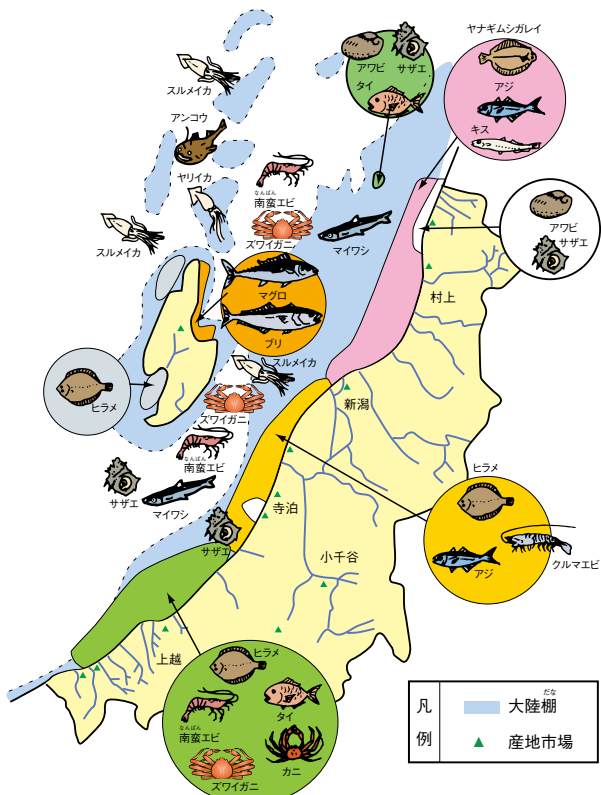 ヤナギムシガレイ
アジ
キス
アワビ
サザエ
タイ
スルメイカ
アンコウ
ヤリイカ
なんばん
南蛮エビ
ズワイガニ
マイワシ
スルメイカ
アワビ
サザエ
村上
マグロ
ブリ
スルメイカ
ズワイガニ
ヒラメ
新潟
なんばん
南蛮エビ
サザエ
マイワシ
寺泊
サザエ
ヒラメ
アジ
クルマエビ
小千谷
上越
ヒラメ
なんばん
南蛮エビ
タイ
ズワイガニ
カニ
凡例
だな
大陸棚
産地市場